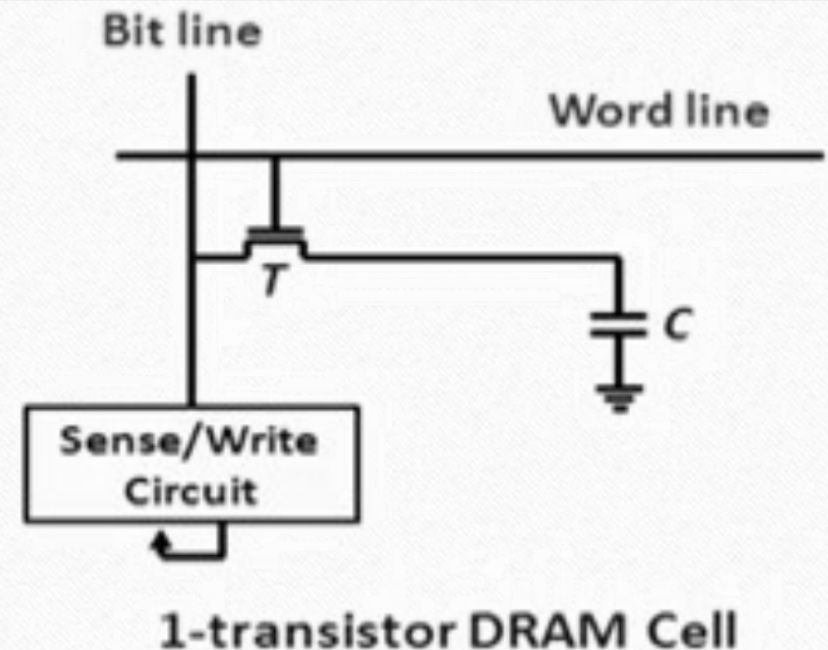 Bit line
Word line
T
C
Sense/Write
Circuit
1-transistor DRAM Cell